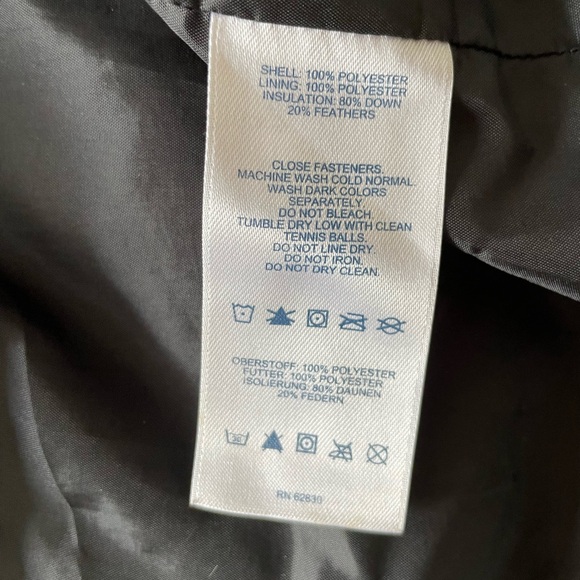 SHELL: 100% POLYESTER
LINING: 100% POLYESTER
INSULATION: 80% DOWN
20% FEATHERS
CLOSE FASTENERS.
MACHINE WASH COLD NORMAL.
WASH DARK COLORS
SEPARATELY.
DO NOT BLEACH.
TUMBLE DRY LOW WITH CLEAN
TENNIS BALLS.
DO NOT LINE DRY.
DO NOT IRON.
DO NOT DRY CLEAN.
OBERSTOFF: 100% POLYESTER
FUTTER: 100% POLYESTER
ISOLIERUNG: 80% DAUNEN
20% FEDERN
RN 62630